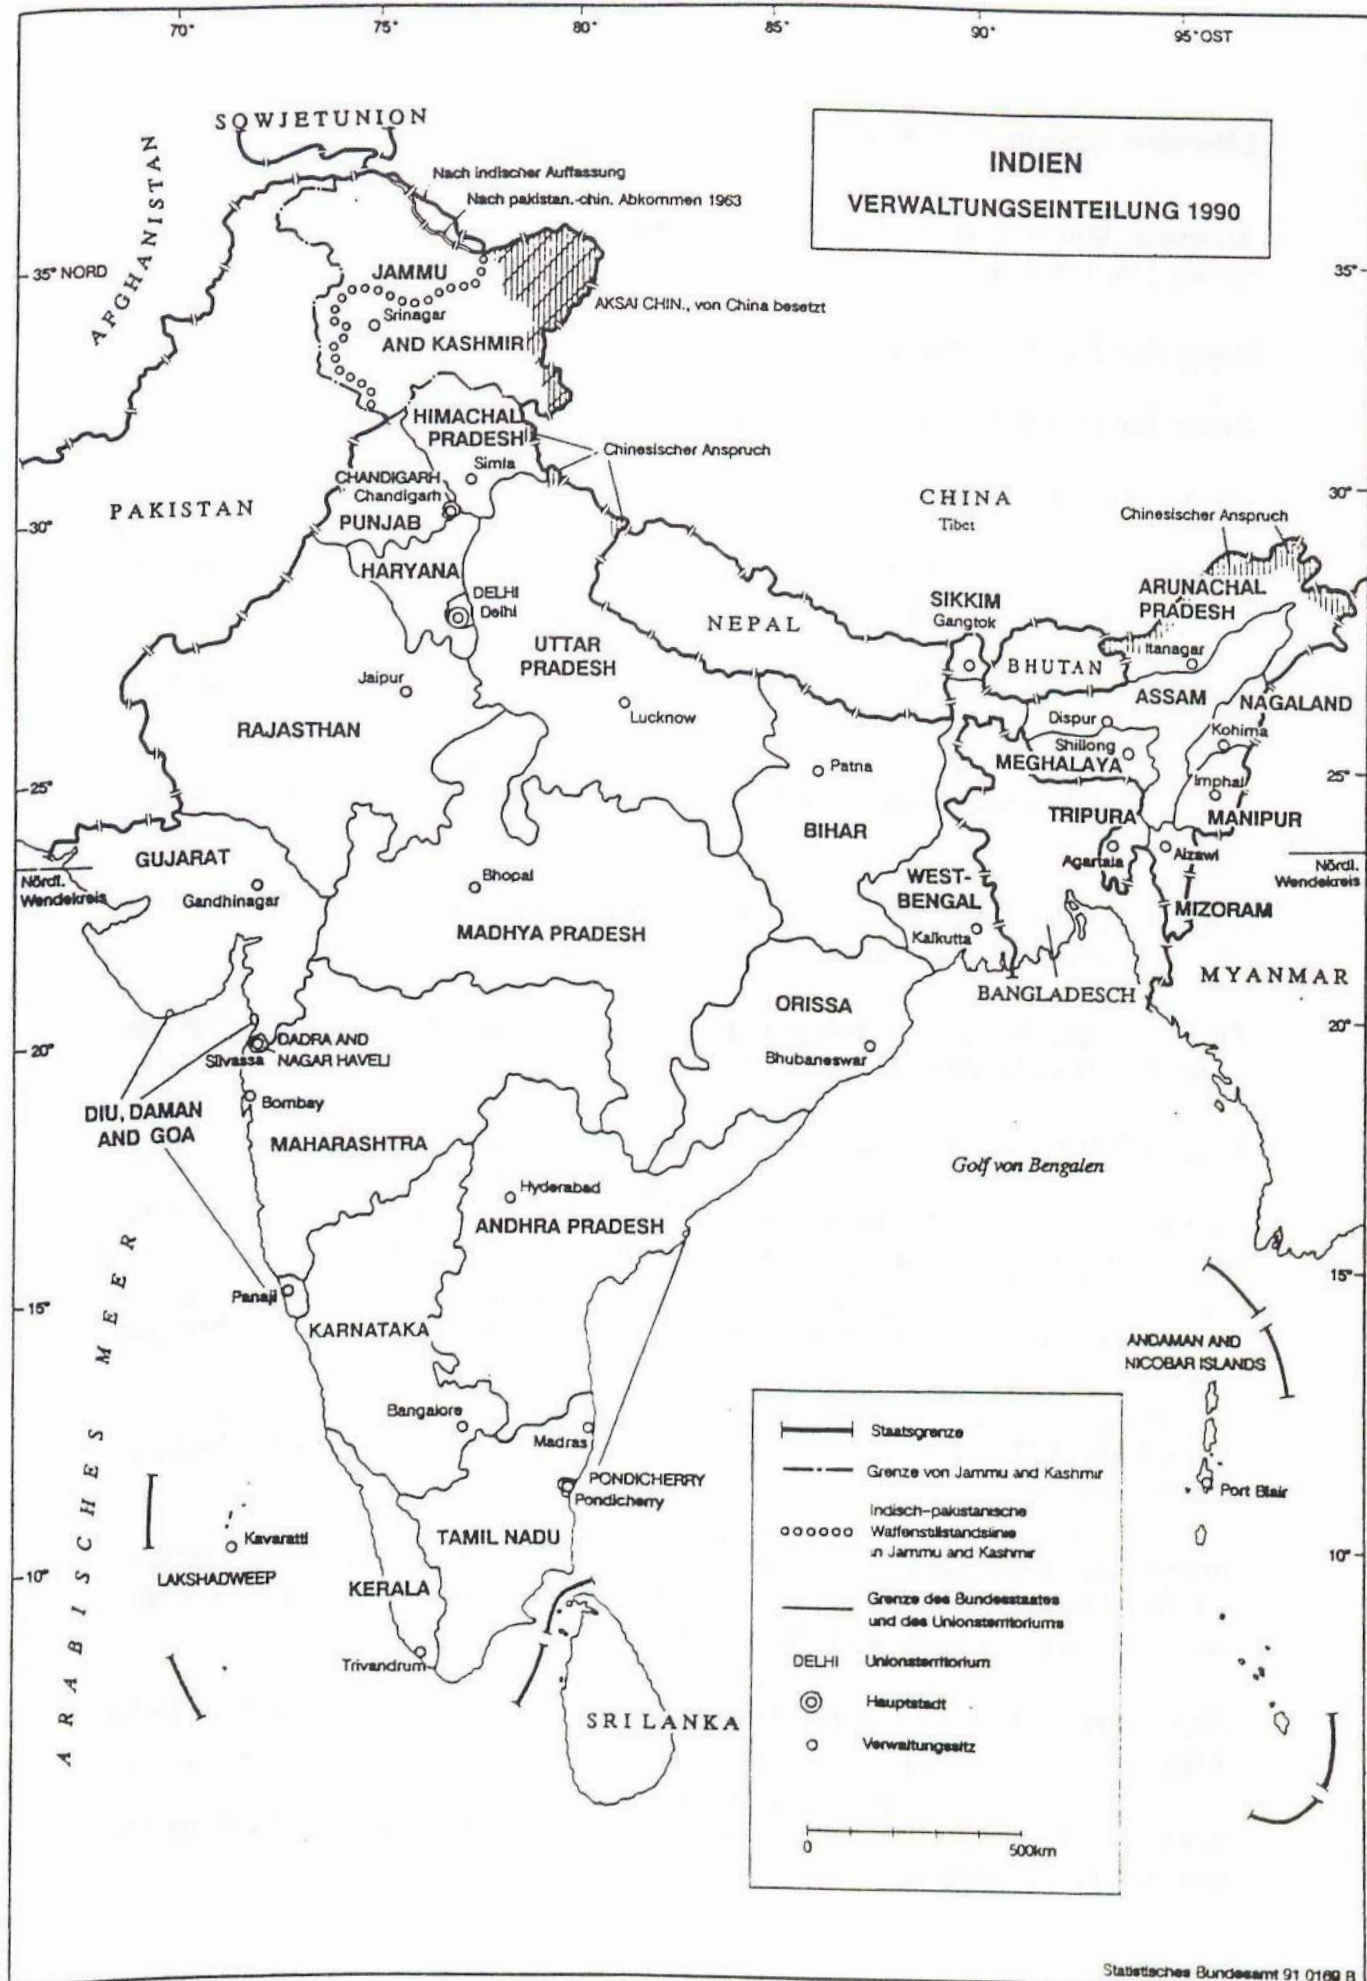 70°
75°
80°
85°
90°
95° OST
SOWJETUNION
INDIEN
VERWALTUNGSEINTEILUNG 1990
AFGHANISTAN
Nach indischer Auffassung
Nach pakistan.-chin. Abkommen 1963
35° NORD
35°
JAMMU
AKSAI CHIN., von China besetzt
Srinagar
AND KASHMIR
HIMACHAL
PRADESH
Chinesischer Anspruch
Simla
CHANDIGARH
Chandigarh
PAKISTAN
PUNJAB
CHINA
Tibet
30°
30°
Chinesischer Anspruch
HARYANA
DELHI
Delhi
ARUNACHAL
PRADESH
SIKKIM
Gangtok
NEPAL
UTTAR
PRADESH
BHUTAN
Itanagar
Jaipur
ASSAM
NAGALAND
Lucknow
RAJASTHAN
Dispur
Kohima
Shillong
MEGHALAYA
Patna
Imphal
25°
25°
TRIPURA
MANIPUR
BIHAR
GUJARAT
Agartala
Aizawl
Nördl.
Wendekreis
Nördl.
Wendekreis
Bhopal
WEST-
BENGAL
Gandhinagar
MIZORAM
MADHYA PRADESH
Kalkutta
MYANMAR
BANGLADESCH
ORISSA
20°
20°
DADRA AND
NAGAR HAVELI
Silvassa
Bhubaneswar
DIU, DAMAN
AND GOA
Bombay
MAHARASHTRA
Golf von Bengalen
Hyderabad
ANDHRA PRADESH
ARABISCHES MEER
15°
15°
Panaji
KARNATAKA
ANDAMAN AND
NICOBAR ISLANDS
Bangalore
Madras
PONDICHERRY
Pondicherry
Port Blair
Kavaratti
TAMIL NADU
LAKSHADWEEP
10°
10°
KERALA
Trivandrum
SRI LANKA
Staatsgrenze
Grenze von Jammu and Kashmir
Indisch-pakistanische
Waffenstillstandslinie
in Jammu and Kashmir
Grenze des Bundesstaates
und des Unionsterritoriums
DELHI Unionsterritorium
Hauptstadt
Verwaltungssitz
0 500km
Statistisches Bundesamt 91 0169 B